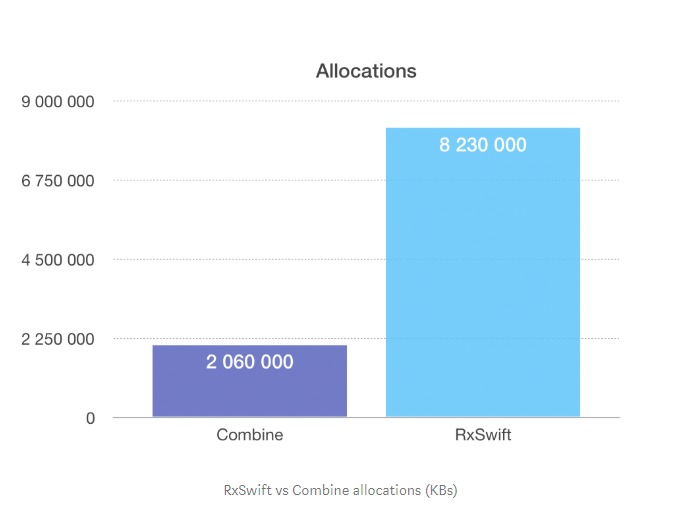 Allocations
9 000 000
8 230 000
6 750 000
4 500 000
2 250 000
2 060 000
0
Combine
RxSwift
RxSwift vs Combine allocations (KBs)